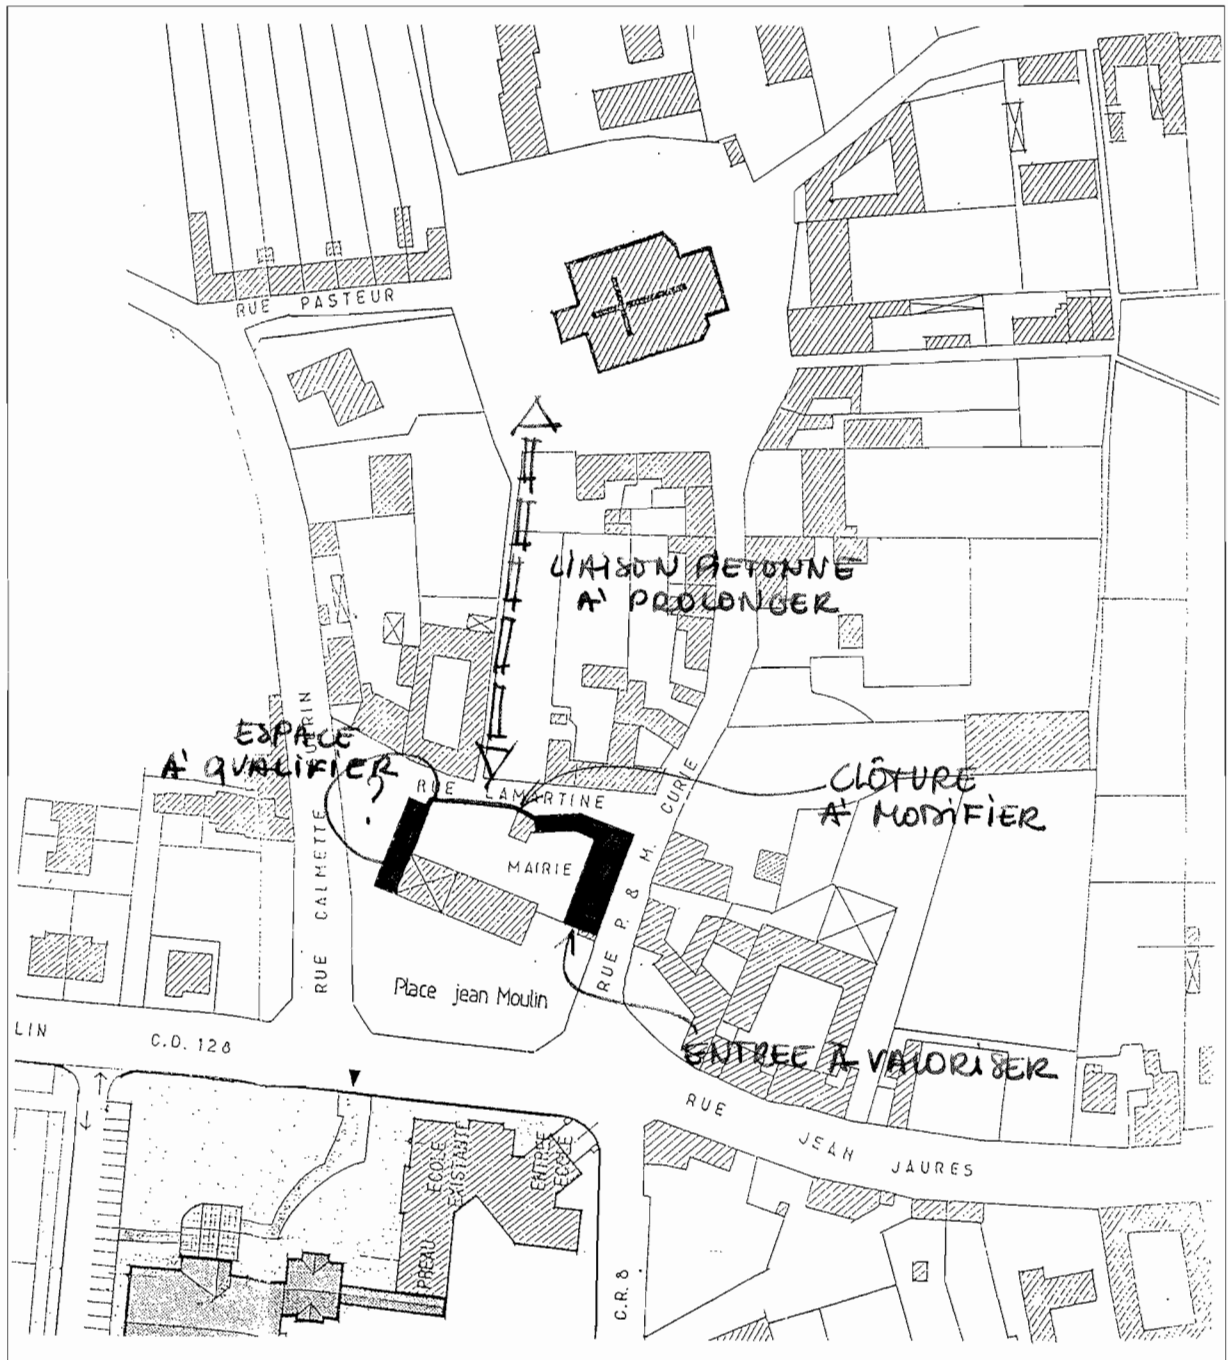 RUE PASTEUR
LIAISON PIETONNE
A' PROLONGER
ESPACE
A' QUALIFIER
?
RUE LAMARTINE
CLÔTURE
A' MODIFIER
MAIRIE
RUE P. & M. CURIE
RUE CALMETTE
Place jean Moulin
LIN
C.D. 128
ENTREE A VALORISER
RUE JEAN JAURES
ECOLE
EXISTANTE
ENTREE
ECOLE
PREAU
C.R. 8